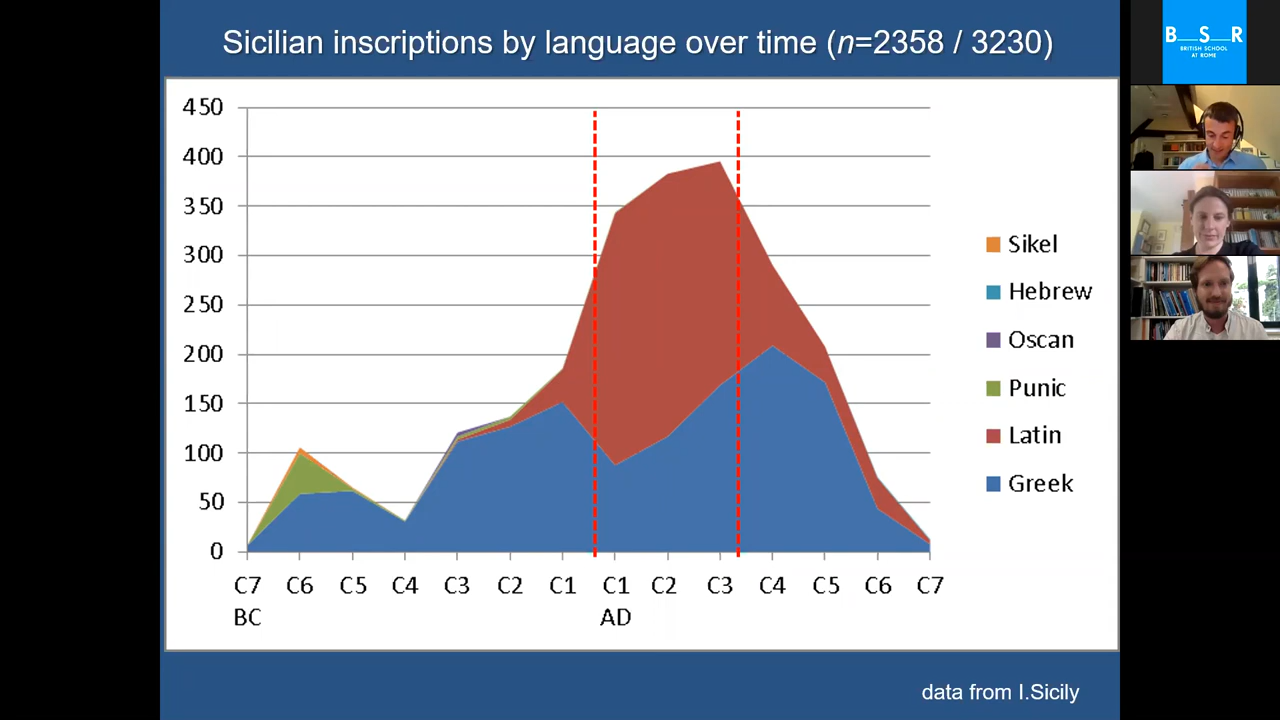 Sicilian inscriptions by language over time (n=2358 / 3230)
450
400
350
300
250
200
150
100
50
0
C7 C6 C5 C4 C3 C2 C1 C1 C2 C3 C4 C5 C6 C7
BC AD
Sikel
Hebrew
Oscan
Punic
Latin
Greek
data from I.Sicily
B__S__R
BRITISH SCHOOL
AT ROME